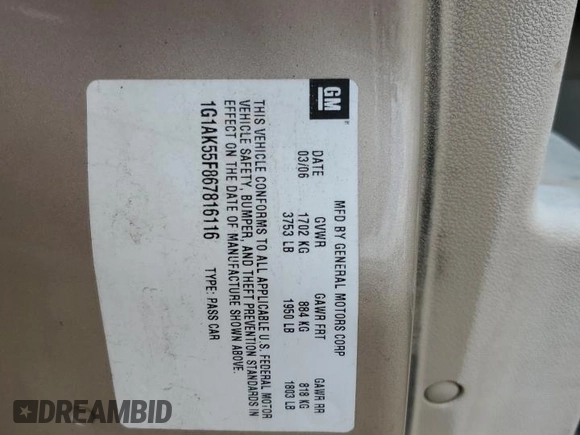 GM
MFD BY GENERAL MOTORS CORP
DATE GVWR GAWR FRT GAWR RR
03/06 1702 KG 884 KG 818 KG
3753 LB 1950 LB 1803 LB
THIS VEHICLE CONFORMS TO ALL APPLICABLE U.S. FEDERAL MOTOR
VEHICLE SAFETY, BUMPER, AND THEFT PREVENTION STANDARDS IN
EFFECT ON THE DATE OF MANUFACTURE SHOWN ABOVE.
1G1AK55F867816116 TYPE: PASS CAR
DREAMBID